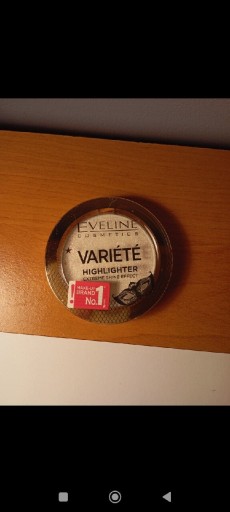 EVELINE
COSMETICS
VARIÉTÉ
HIGHLIGHTER
EXTREME SHINE EFFECT
MAKE-UP
BRAND
No.1